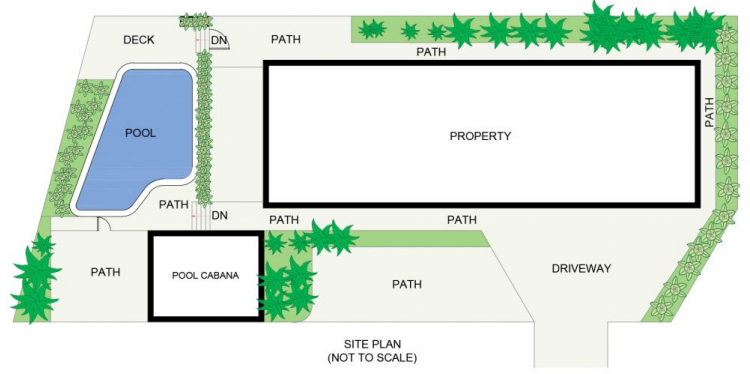 DECK
DN
PATH
PATH
POOL
PROPERTY
PATH
PATH
DN
PATH
PATH
PATH
POOL CABANA
PATH
DRIVEWAY
SITE PLAN
(NOT TO SCALE)